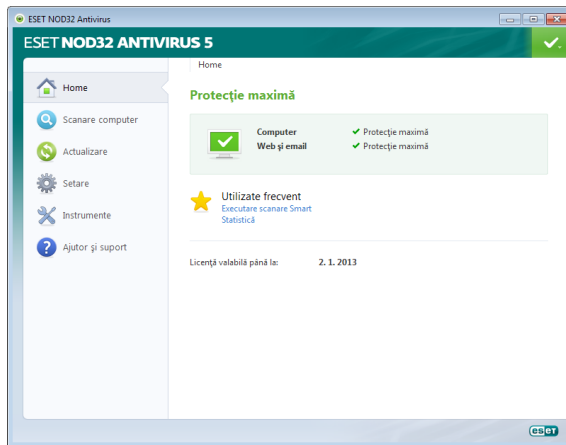 ESET NOD32 Antivirus
ESET NOD32 ANTIVIRUS 5
Home
Scanare computer
Actualizare
Setare
Instrumente
Ajutor și suport
Home
Protecție maximă
Computer ✔ Protecție maximă
Web și email ✔ Protecție maximă
Utilizate frecvent
Executare scanare Smart
Statistică
Licență valabilă până la: 2. 1. 2013
eset